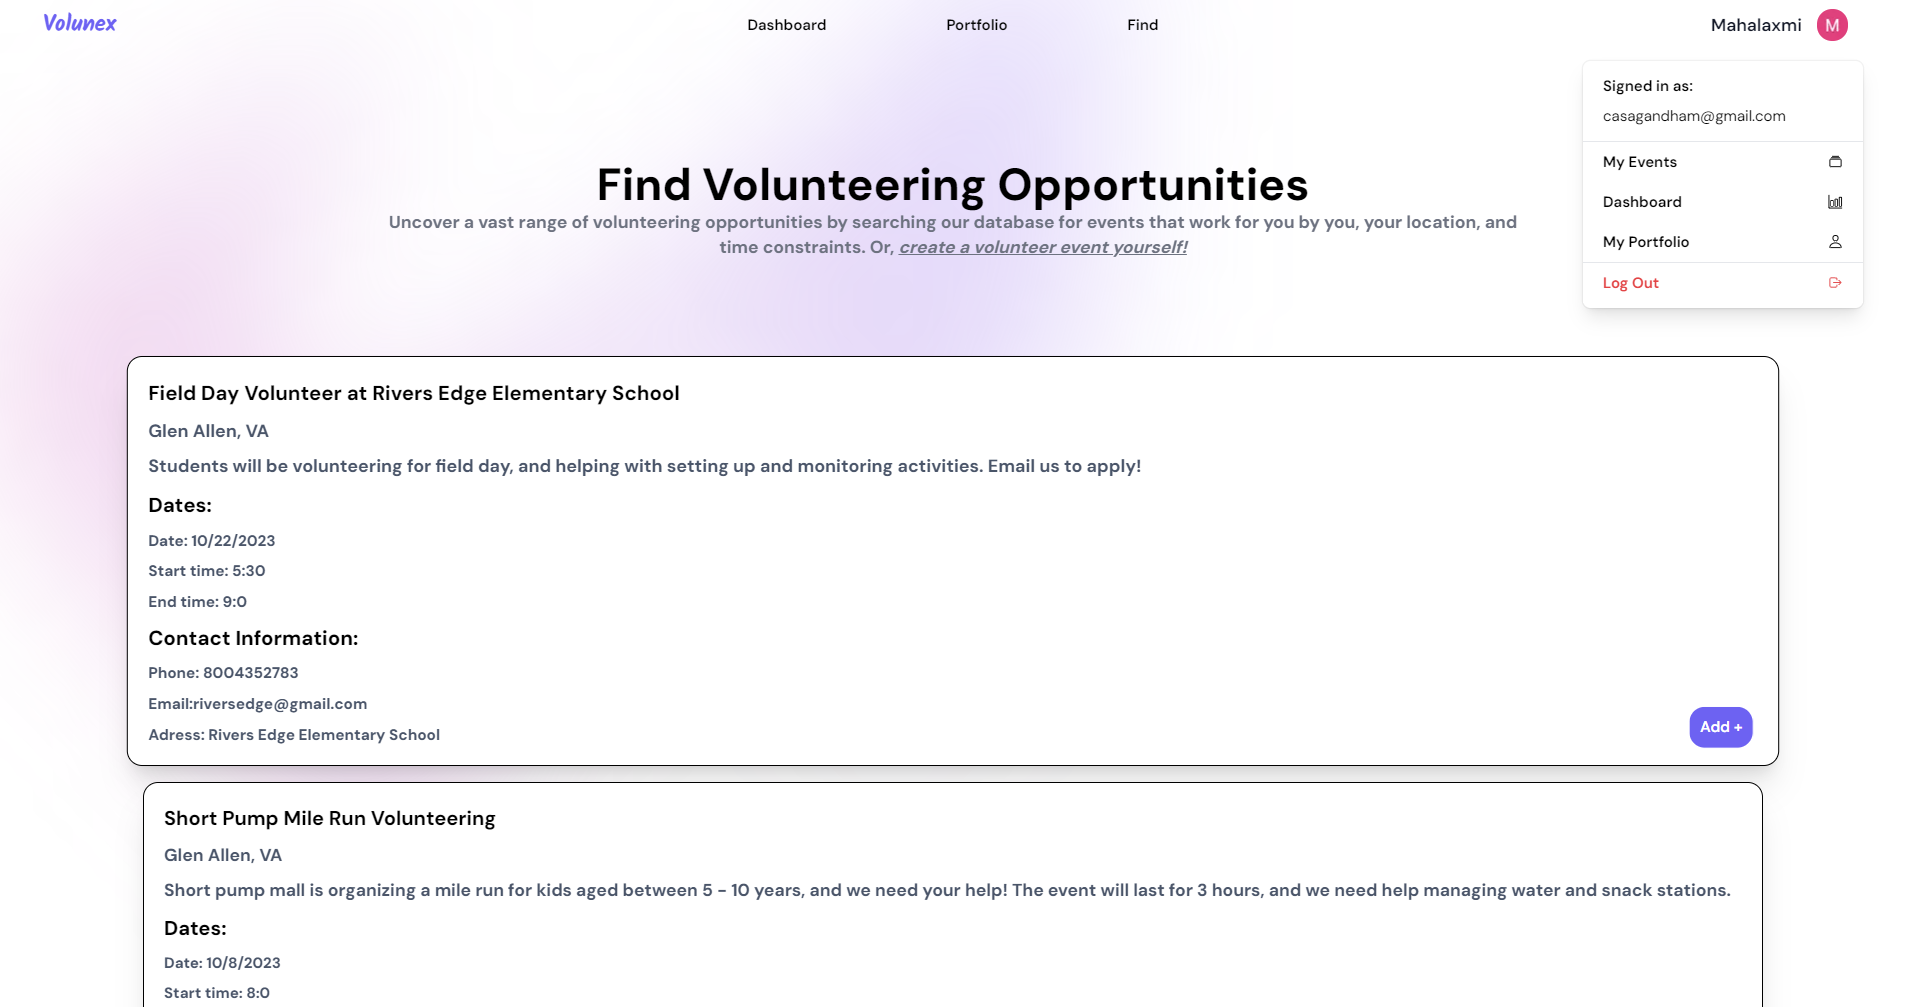 Volunex
Dashboard
Portfolio
Find
Mahalaxmi
M
Signed in as:
casagandham@gmail.com
My Events
Dashboard
My Portfolio
Log Out
Find Volunteering Opportunities
Uncover a vast range of volunteering opportunities by searching our database for events that work for you by you, your location, and
time constraints. Or, create a volunteer event yourself!
Field Day Volunteer at Rivers Edge Elementary School
Glen Allen, VA
Students will be volunteering for field day, and helping with setting up and monitoring activities. Email us to apply!
Dates:
Date: 10/22/2023
Start time: 5:30
End time: 9:0
Contact Information:
Phone: 8004352783
Email:riversedge@gmail.com
Adress: Rivers Edge Elementary School
Add +
Short Pump Mile Run Volunteering
Glen Allen, VA
Short pump mall is organizing a mile run for kids aged between 5 - 10 years, and we need your help! The event will last for 3 hours, and we need help managing water and snack stations.
Dates:
Date: 10/8/2023
Start time: 8:0